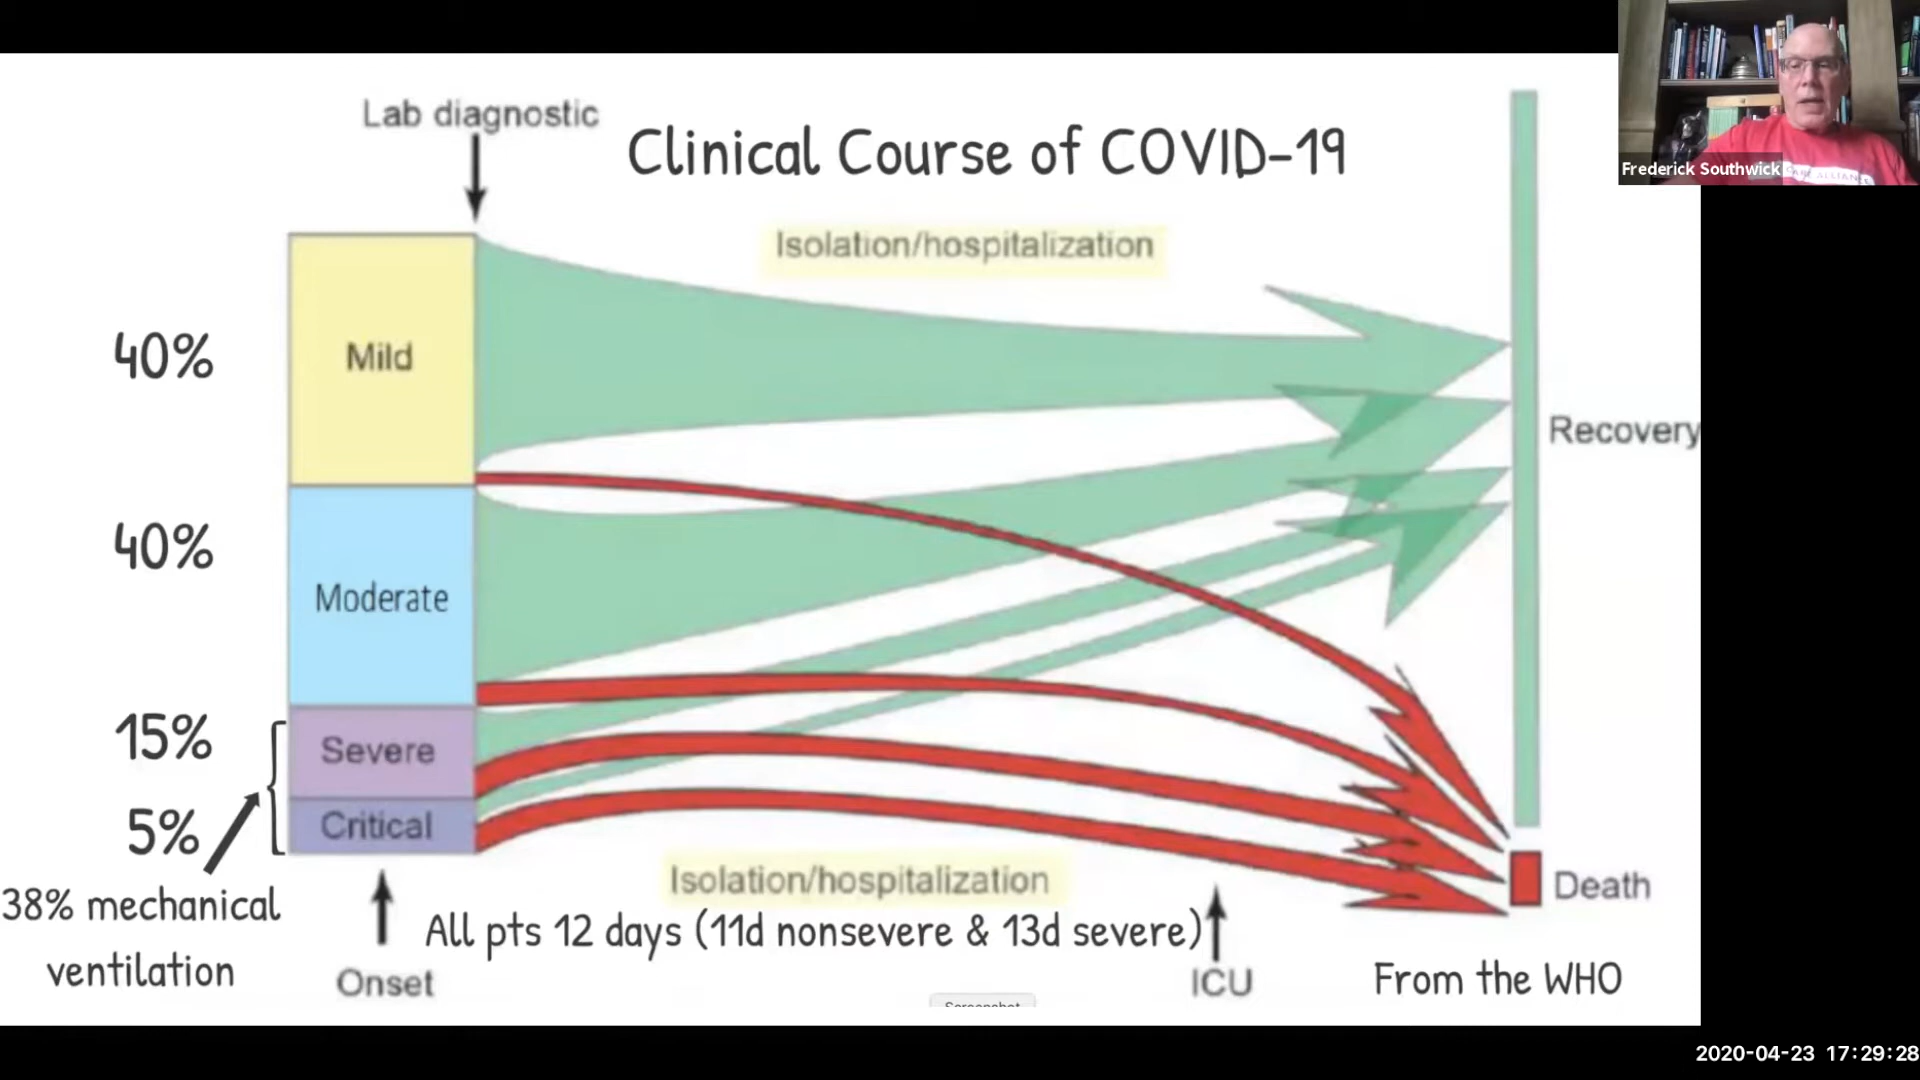 Lab diagnostic
Clinical Course of COVID-19
Frederick Southwick
Isolation/hospitalization
40%
Mild
Recovery
40%
Moderate
15%
Severe
5%
Critical
38% mechanical
ventilation
Isolation/hospitalization
Death
All pts 12 days (11d nonsevere & 13d severe)
Onset
ICU
From the WHO
2020-04-23 17:29:28